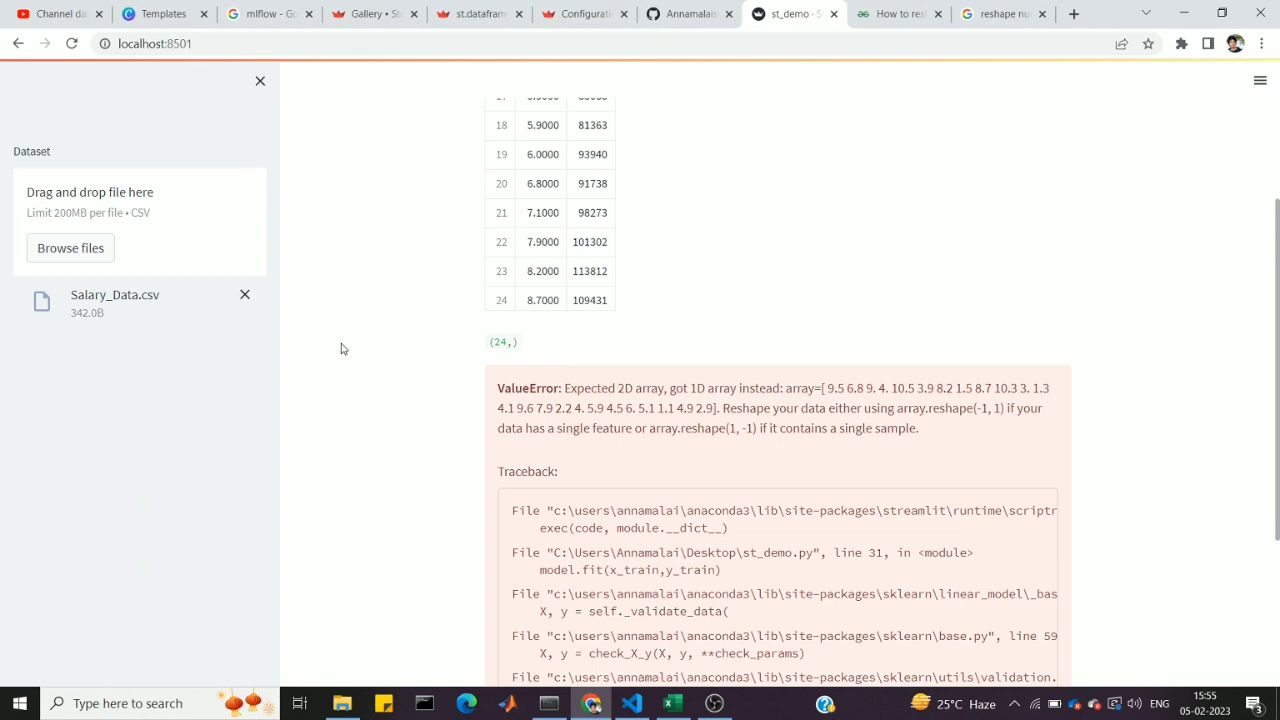 current dat
Templates
mlflow - Go
Gallery • St
st.datafram
Configurati
Annamalais
st_demo - S
How to res
reshape nu
localhost:8501
Dataset
Drag and drop file here
Limit 200MB per file • CSV
Browse files
Salary_Data.csv
342.0B
18 5.9000 81363
19 6.0000 93940
20 6.8000 91738
21 7.1000 98273
22 7.9000 101302
23 8.2000 113812
24 8.7000 109431
(24,)
ValueError: Expected 2D array, got 1D array instead: array=[ 9.5 6.8 9. 4. 10.5 3.9 8.2 1.5 8.7 10.3 3. 1.3
4.1 9.6 7.9 2.2 4. 5.9 4.5 6. 5.1 1.1 4.9 2.9]. Reshape your data either using array.reshape(-1, 1) if your
data has a single feature or array.reshape(1, -1) if it contains a single sample.
Traceback:
File "c:\users\annamalai\anaconda3\lib\site-packages\streamlit\runtime\scriptr
exec(code, module.__dict__)
File "C:\Users\Annamalai\Desktop\st_demo.py", line 31, in <module>
model.fit(x_train,y_train)
File "c:\users\annamalai\anaconda3\lib\site-packages\sklearn\linear_model\_bas
X, y = self._validate_data(
File "c:\users\annamalai\anaconda3\lib\site-packages\sklearn\base.py", line 59
X, y = check_X_y(X, y, **check_params)
File "c:\users\annamalai\anaconda3\lib\site-packages\sklearn\utils\validation.
Type here to search
25°C Haze
ENG
15:55
05-02-2023
3